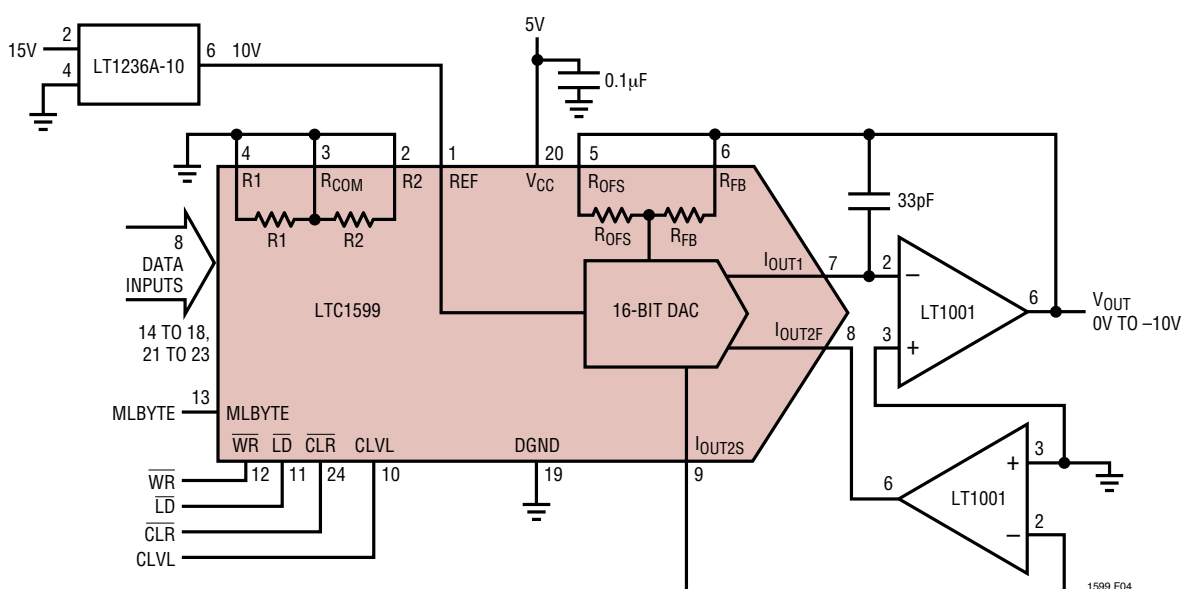 5V
15V
2
4
LT1236A-10
6 10V
0.1µF
4
3
2
1
20
5
6
R1
RCOM
R2
REF
VCC
ROFS
RFB
R1
R2
ROFS
RFB
33pF
8
DATA
INPUTS
14 TO 18,
21 TO 23
LTC1599
16-BIT DAC
IOUT1
7
IOUT2F
8
2
–
3
+
LT1001
6
VOUT
0V TO –10V
MLBYTE
13
MLBYTE
WR
LD
CLR
CLVL
DGND
IOUT2S
12
11
24
10
19
9
WR
LD
CLR
CLVL
6
LT1001
+
3
–
2
1599 F04